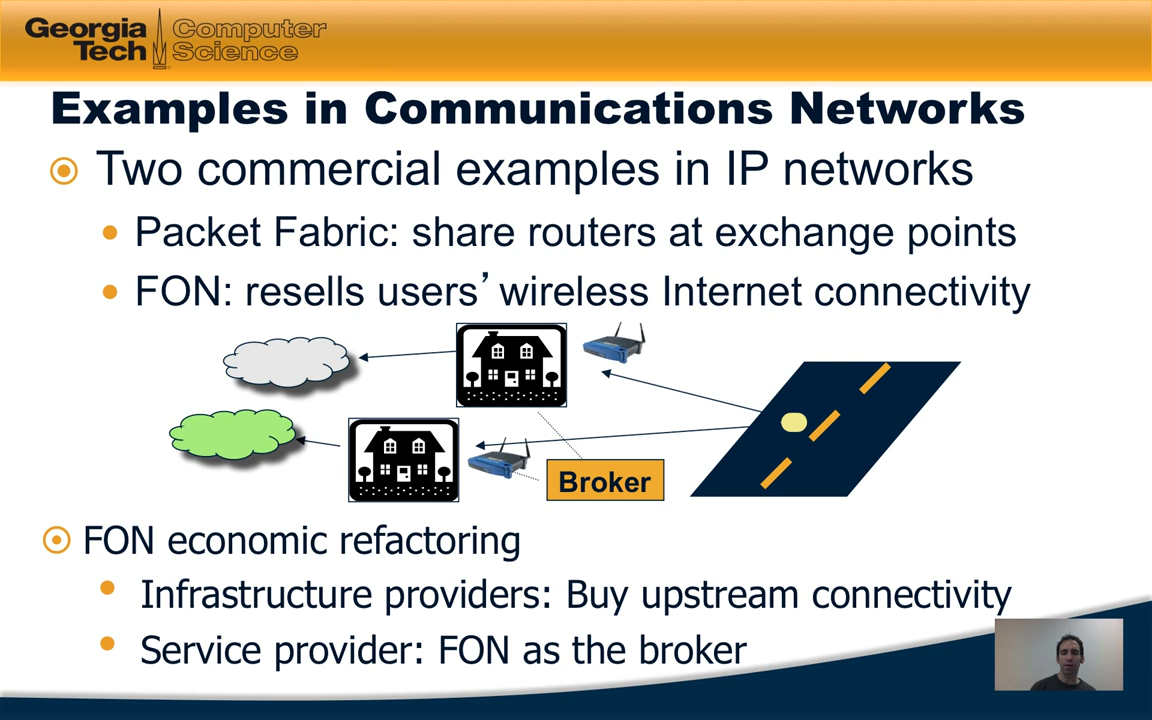 Georgia Tech
Computer Science
Examples in Communications Networks
Two commercial examples in IP networks
Packet Fabric: share routers at exchange points
FON: resells users’ wireless Internet connectivity
Broker
FON economic refactoring
Infrastructure providers: Buy upstream connectivity
Service provider: FON as the broker